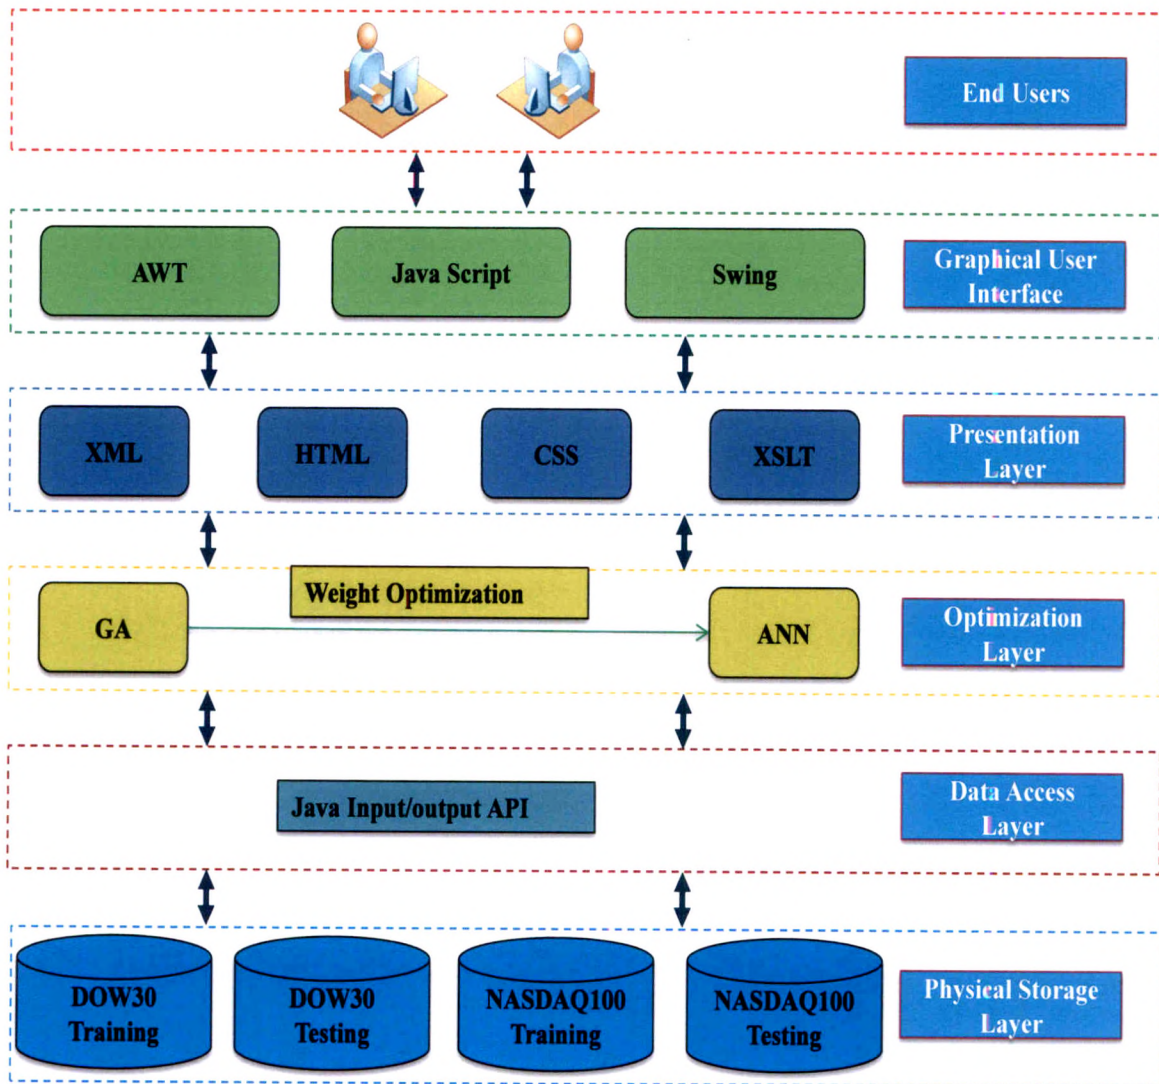 End Users
AWT
Java Script
Swing
Graphical User
Interface
XML
HTML
CSS
XSLT
Presentation
Layer
Weight Optimization
GA
ANN
Optimization
Layer
Java Input/output API
Data Access
Layer
DOW30
Training
DOW30
Testing
NASDAQ100
Training
NASDAQ100
Testing
Physical Storage
Layer